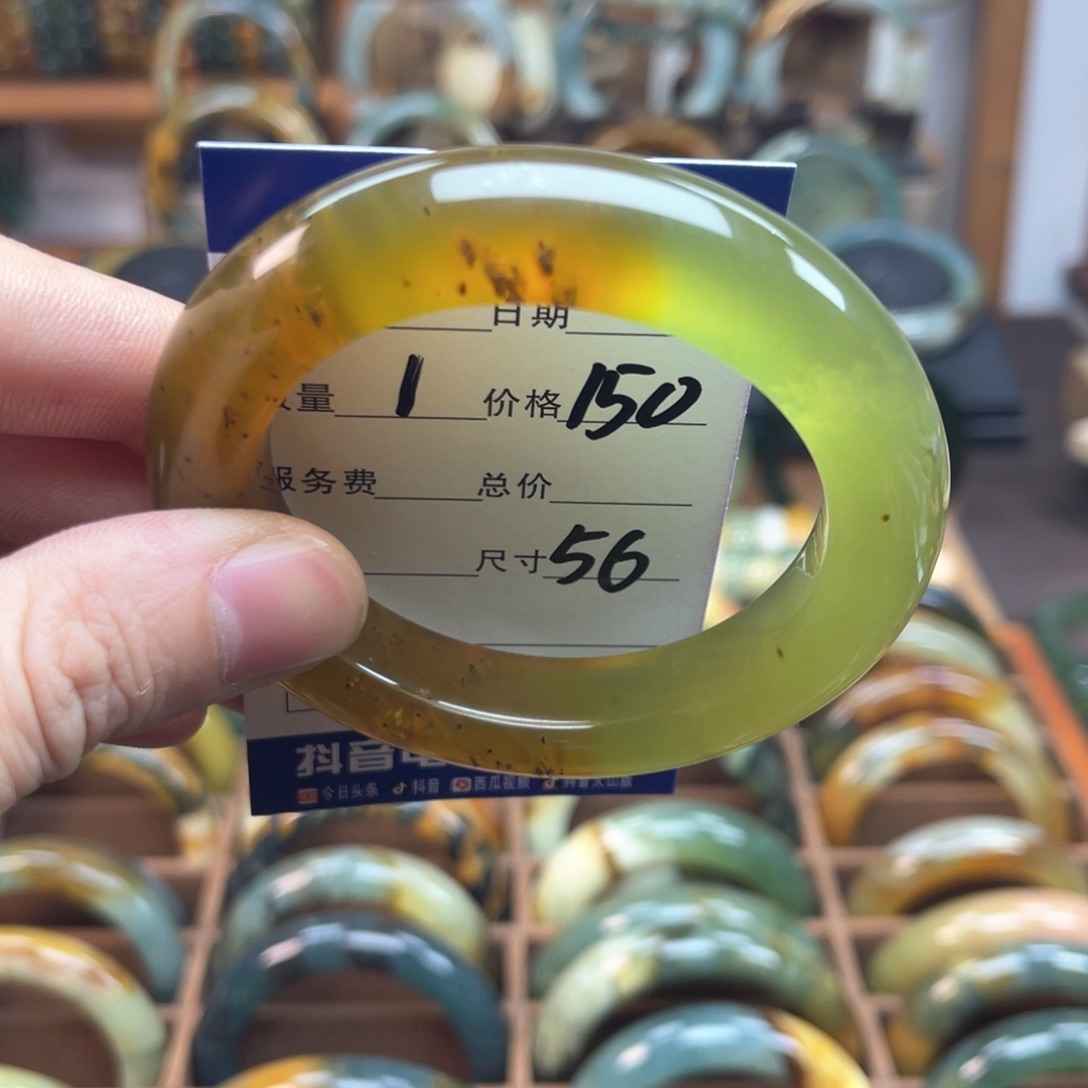 日期
量 1 价格 150
服务费 总价
尺寸 56
抖音
今日头条 抖音 西瓜视频